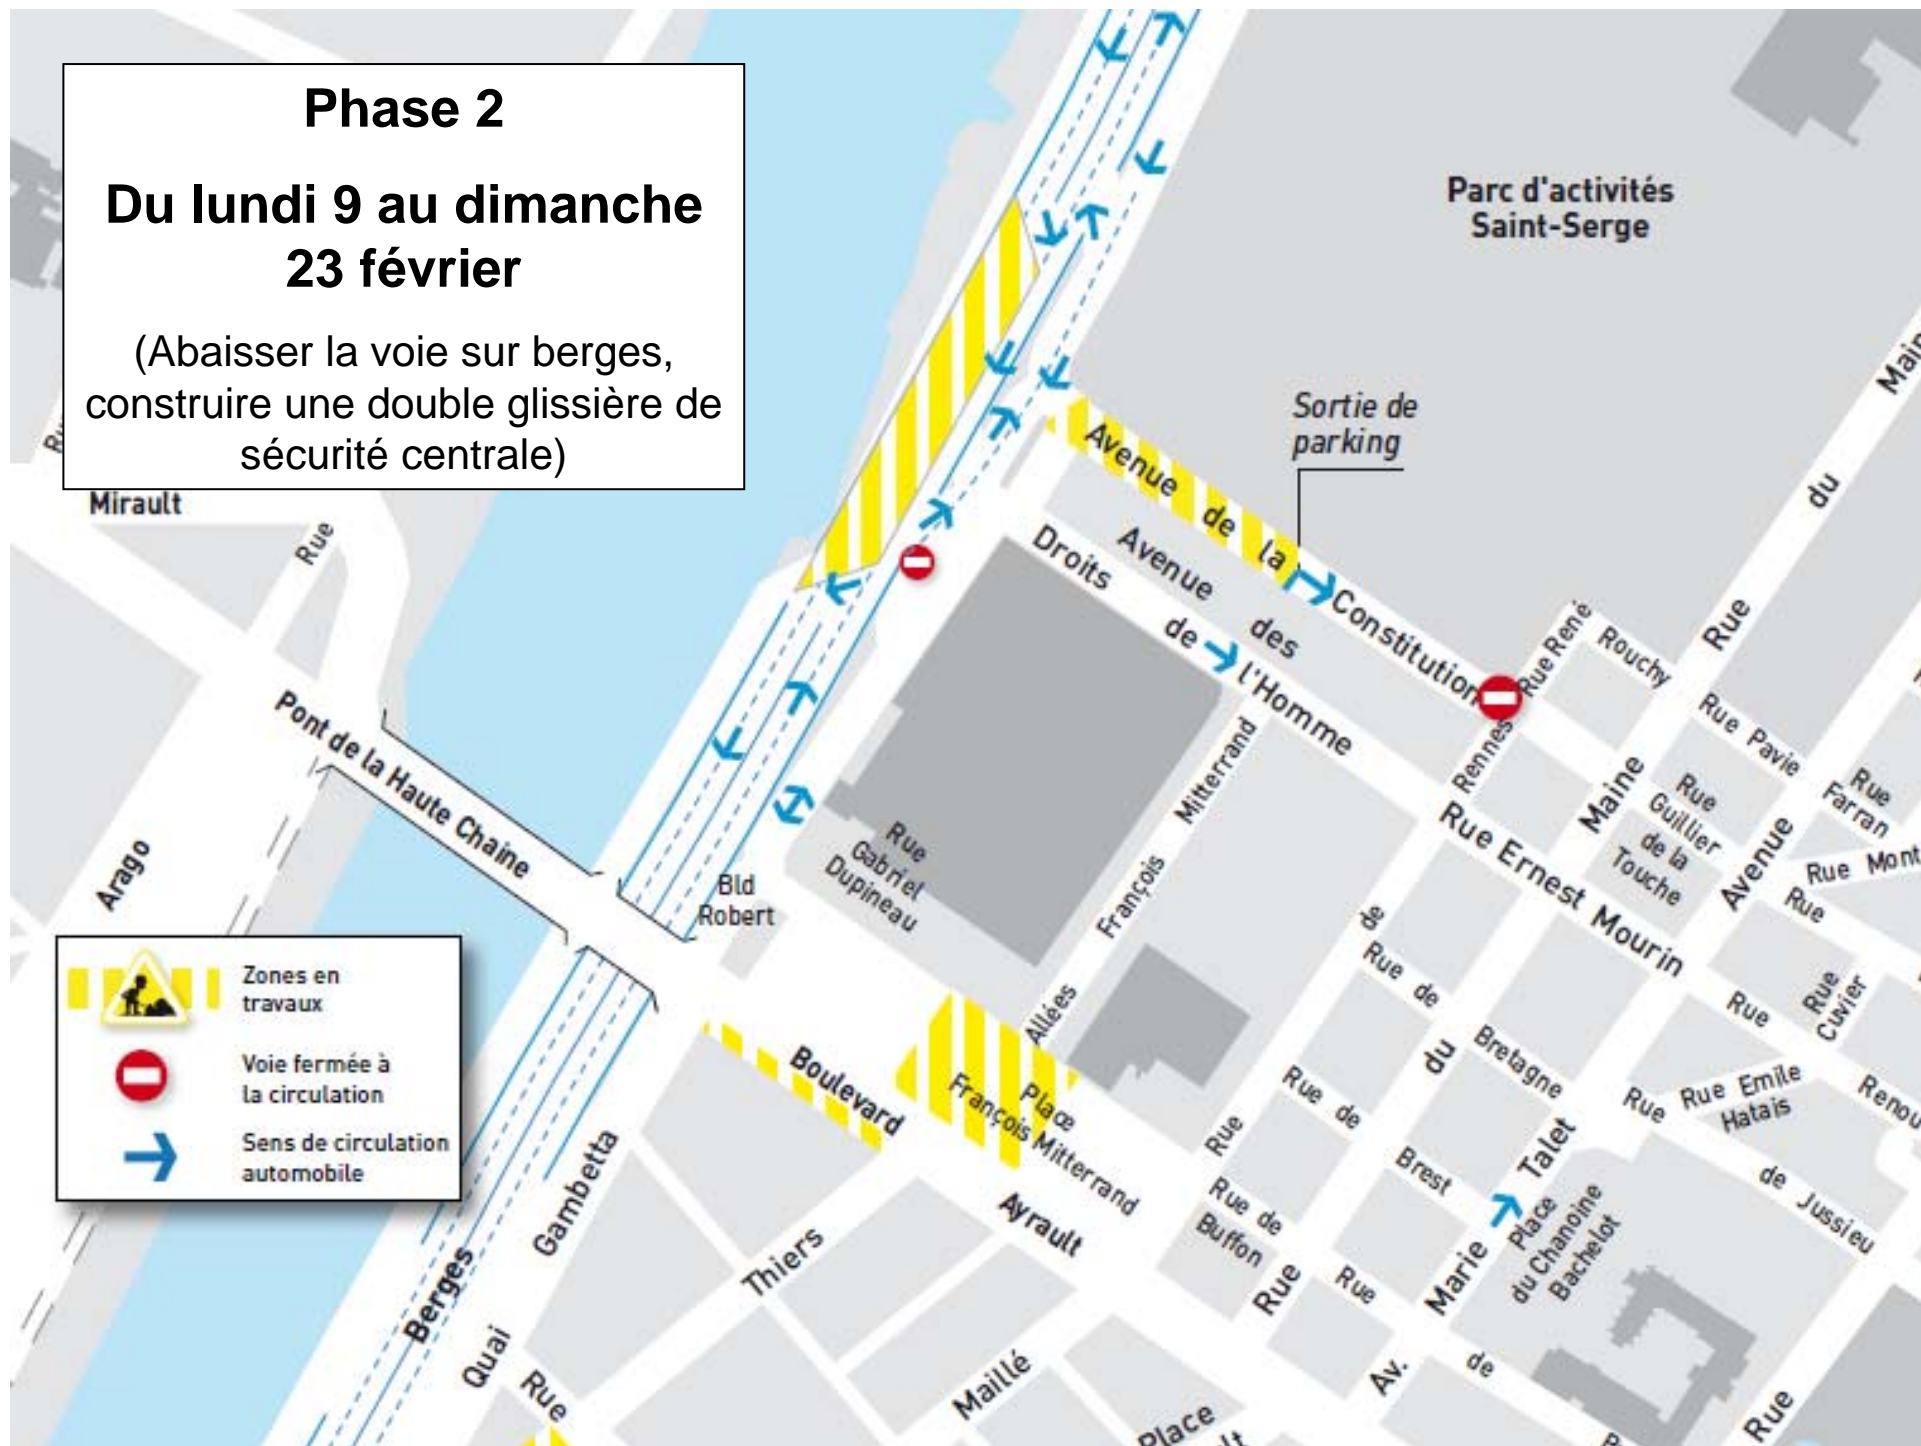 Phase 2
Du lundi 9 au dimanche
23 février
(Abaisser la voie sur berges,
construire une double glissière de
sécurité centrale)
Parc d'activités
Saint-Serge
Sortie de
parking
Mirault
Rue
Pont de la Haute Chaine
Arago
Avenue de la Constitution
Avenue des
Droits de l'Homme
Rue René
Rouchy
Rue du Maine
Rue Pavie
Rue
Farran
Rue
Guillier
de la
Touche
Avenue
Rue Mont
Rue
Rue Ernest Mourin
Rennes
de
Rue
Allées François Mitterrand
Rue
Gabriel
Dupineau
Bld
Robert
Zones en
travaux
Voie fermée à
la circulation
Sens de circulation
automobile
Boulevard
Ayrault
Place
François Mitterrand
Rue de
Bretagne
Rue de
Brest
Rue de
Buffon
Rue du
Rue
Cuvier
Rue
Renou
Rue Emile
Hatais
Rue
de Jussieu
Av. Marie Talet
Place
du Chanoine
Bachelot
Rue
de
Berges
Quai Gambetta
Rue
Thiers
Maillé
Place
Rue